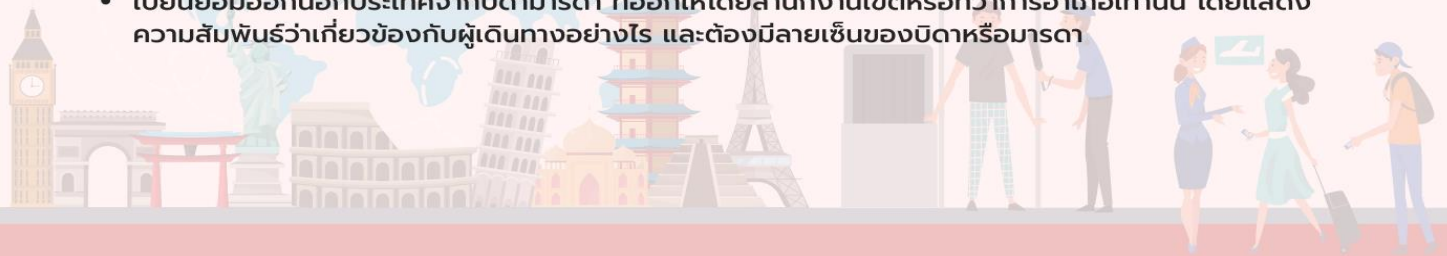 ใบยินยอมออกนอกประเทศจากบิดามารดา ที่ออกให้โดยสำนักงานเขตหรือที่ว่าการอำเภอเท่านั้น โดยแสดง
ความสัมพันธ์ว่าเกี่ยวข้องกับผู้เดินทางอย่างไร และต้องมีลายเซ็นของบิดาหรือมารดา